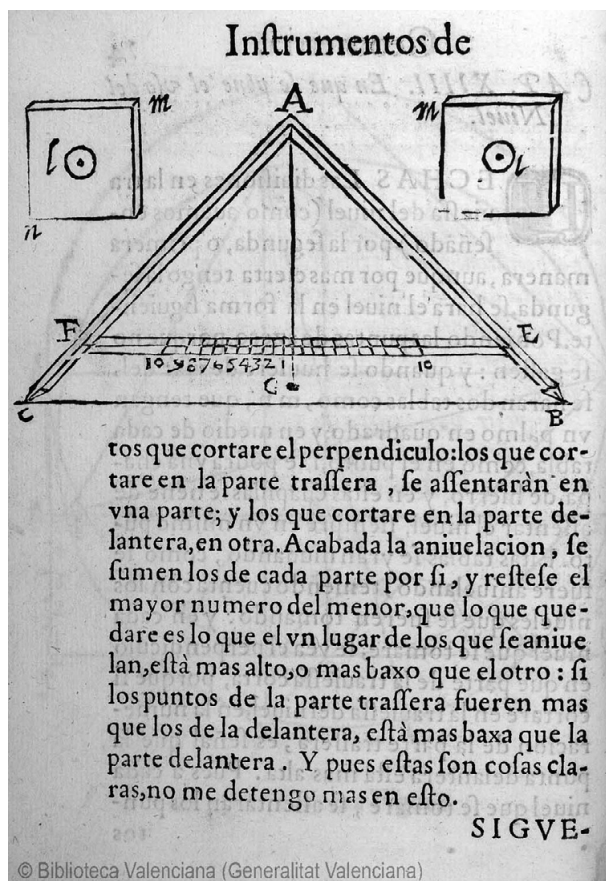 Inſtrumentos de
m
l
n
A
m
l
F
E
10 9 8 7 6 5 4 3 2 1
10
G
C
B
tos que cortare el perpendiculo:los que cor-
tare en la parte traſſera , ſe aſſentaràn en
vna parte; y los que cortare en la parte de-
lantera,en otra. Acabada la aniuelacion , ſe
ſumen los de cada parte por ſi, y reſteſe el
mayor numero del menor,que lo que que-
dare es lo que el vn lugar de los que ſe aniue
lan,eſtà mas alto,o mas baxo que el otro : ſi
los puntos de la parte traſſera fueren mas
que los de la delantera, eſtà mas baxa que la
parte delantera . Y pues eſtas ſon coſas cla-
ras,no me detengo mas en eſto.
SIGVE-
© Biblioteca Valenciana (Generalitat Valenciana)